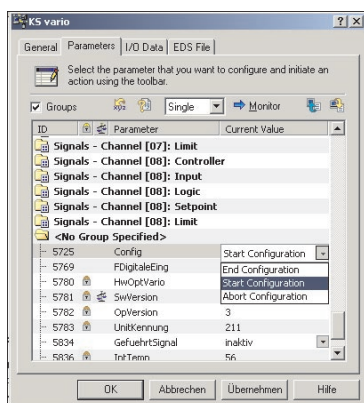 KS vario
General Parameters I/O Data EDS File
Select the parameter that you want to configure and initiate an
action using the toolbar.
Groups Single Monitor
ID Parameter Current Value
Signals - Channel [07]: Limit
Signals - Channel [08]: Controller
Signals - Channel [08]: Input
Signals - Channel [08]: Logic
Signals - Channel [08]: Setpoint
Signals - Channel [08]: Limit
<No Group Specified>
5725 Config Start Configuration
5769 FDigitaleEing End Configuration
5780 HwOptVario Start Configuration
5781 SwVersion Abort Configuration
5782 OpVersion 3
5783 UnitKennung 211
5834 GefuehrtSignal inaktiv
5836 IntTemp 56
OK Abbrechen Übernehmen Hilfe